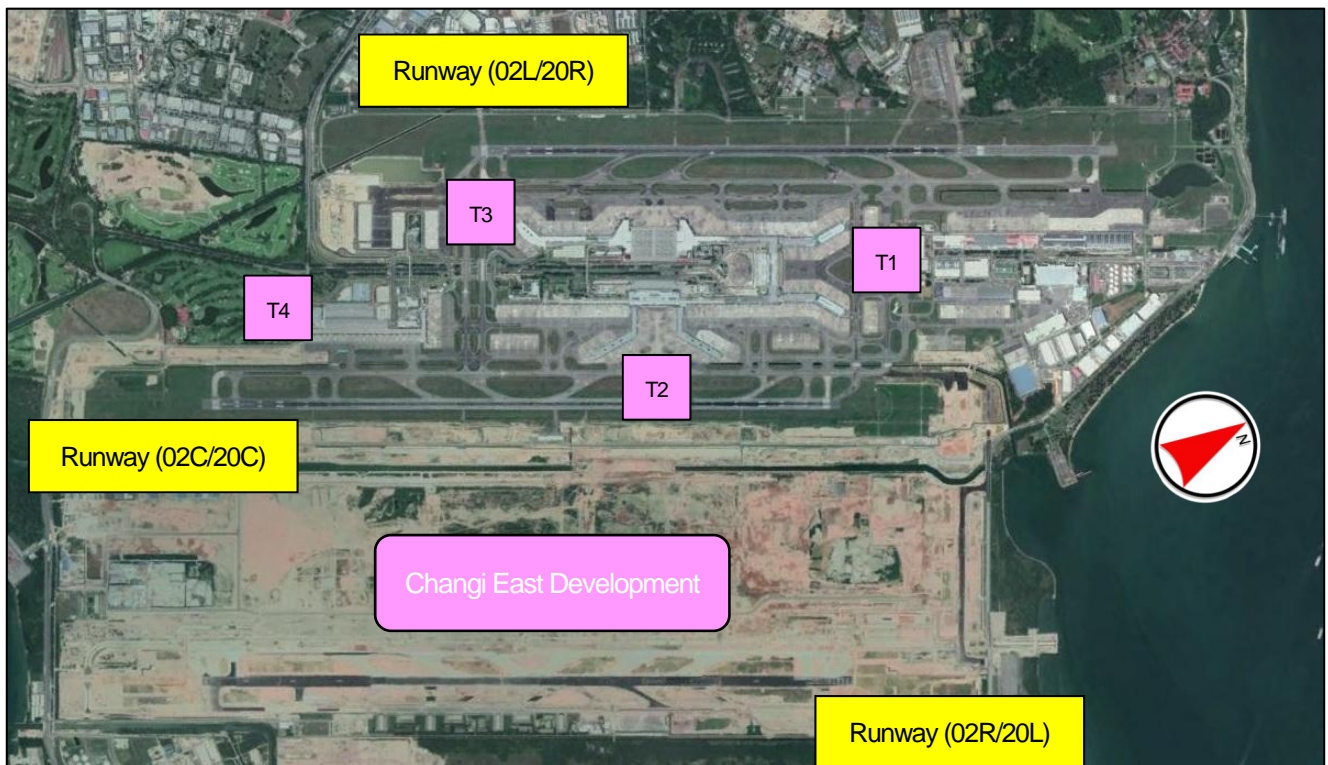 Runway (02L/20R)
T3
T1
T4
T2
Runway (02C/20C)
Changi East Development
Runway (02R/20L)
N